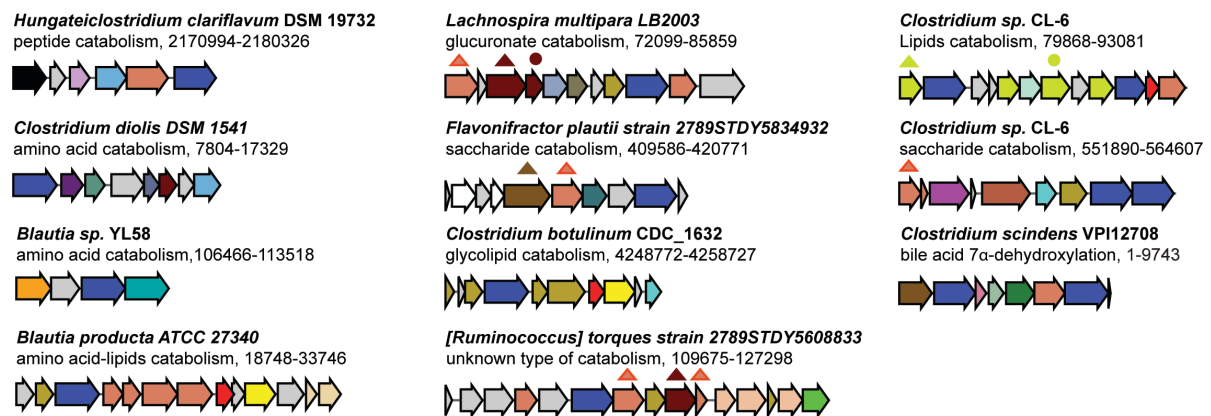 Hungateiclostridium clariflavum DSM 19732
peptide catabolism, 2170994-2180326
Clostridium diolis DSM 1541
amino acid catabolism, 7804-17329
Blautia sp. YL58
amino acid catabolism,106466-113518
Blautia producta ATCC 27340
amino acid-lipids catabolism, 18748-33746
Lachnospira multipara LB2003
glucuronate catabolism, 72099-85859
Flavonifractor plautii strain 2789STDY5834932
saccharide catabolism, 409586-420771
Clostridium botulinum CDC_1632
glycolipid catabolism, 4248772-4258727
[Ruminococcus] torques strain 2789STDY5608833
unknown type of catabolism, 109675-127298
Clostridium sp. CL-6
Lipids catabolism, 79868-93081
Clostridium sp. CL-6
saccharide catabolism, 551890-564607
Clostridium scindens VPI12708
bile acid 7α-dehydroxylation, 1-9743